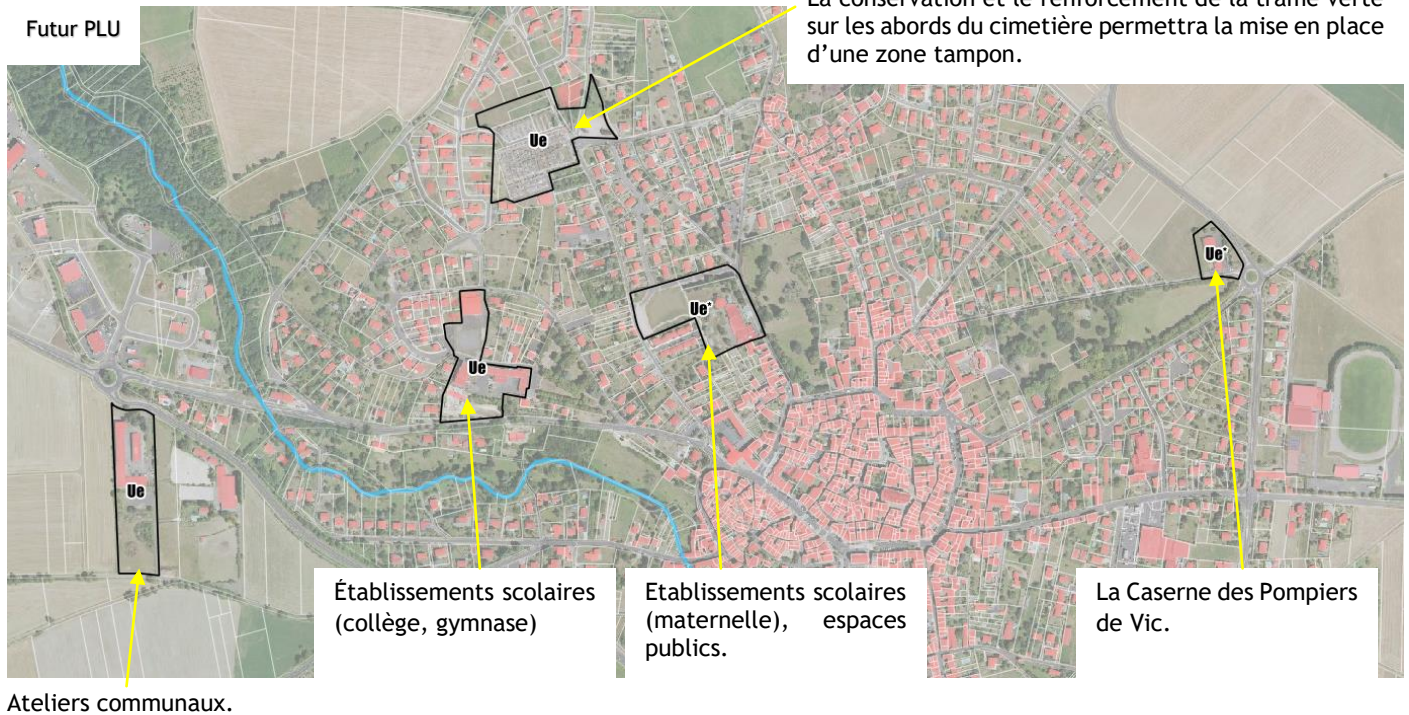 La conservation et le renforcement de la trame verte
sur les abords du cimetière permettra la mise en place
d'une zone tampon.
Futur PLU
Ue
Ue*
Ue*
Ue
Ue
Établissements scolaires
(collège, gymnase)
Etablissements scolaires
(maternelle), espaces
publics.
La Caserne des Pompiers
de Vic.
Ateliers communaux.